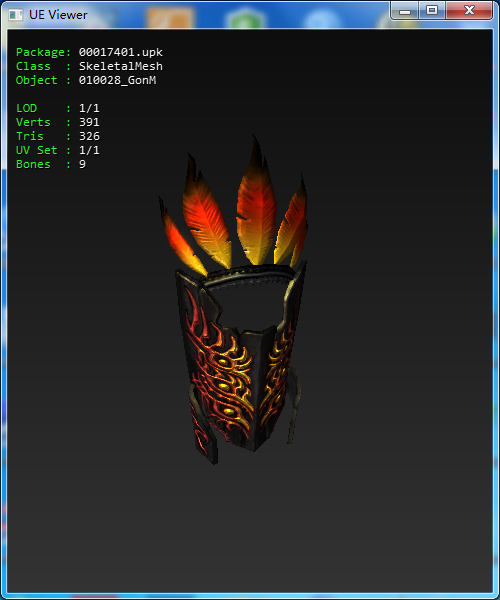 UE Viewer
Package: 00017401.upk
Class : SkeletalMesh
Object : 010028_GonM
LOD : 1/1
Verts : 391
Tris : 326
UV Set : 1/1
Bones : 9